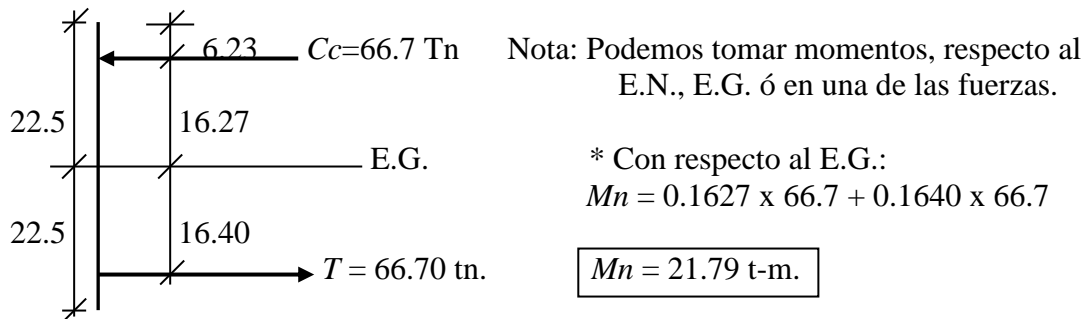 6.23 Cc=66.7 Tn Nota: Podemos tomar momentos, respecto al
E.N., E.G. ó en una de las fuerzas.
22.5 16.27
E.G. * Con respecto al E.G.:
Mn = 0.1627 x 66.7 + 0.1640 x 66.7
22.5 16.40
T = 66.70 tn. Mn = 21.79 t-m.